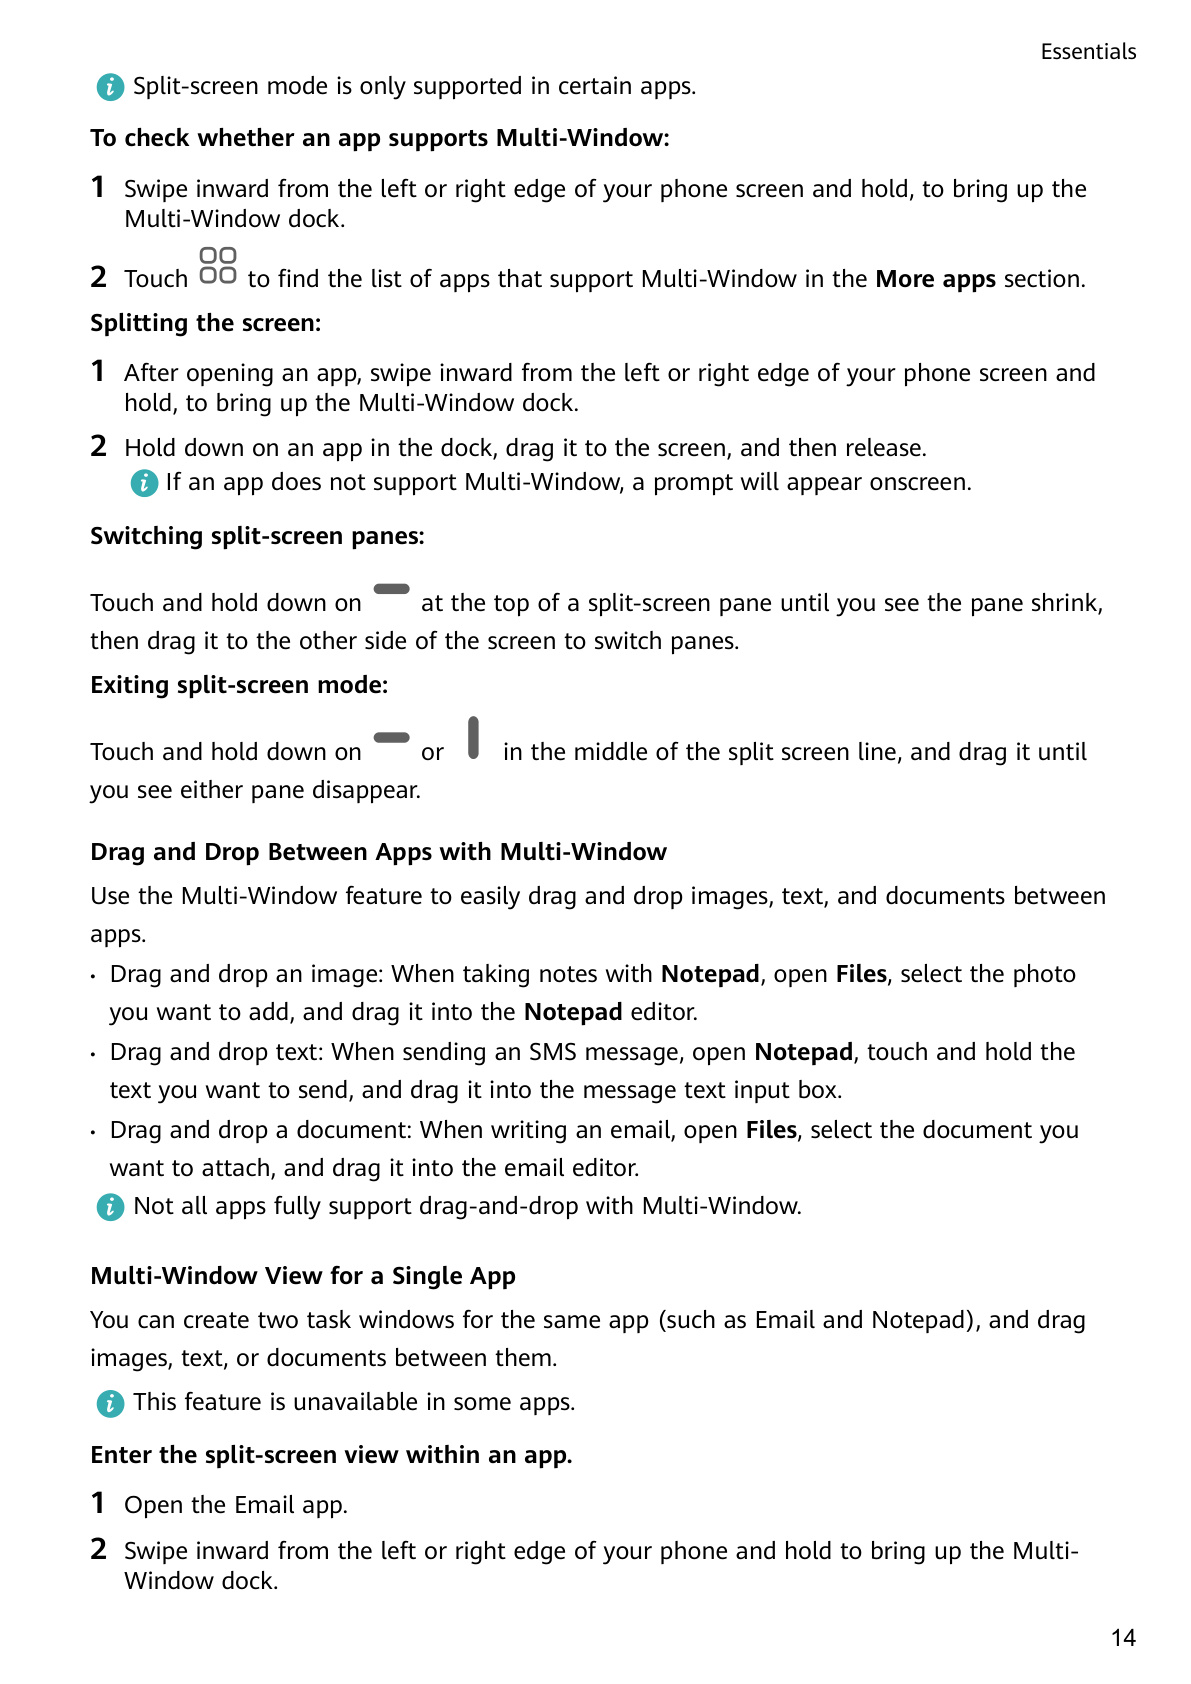 Essentials
Split-screen mode is only supported in certain apps.
To check whether an app supports Multi-Window:
1 Swipe inward from the left or right edge of your phone screen and hold, to bring up the
Multi-Window dock.
2 Touch to find the list of apps that support Multi-Window in the More apps section.
Splitting the screen:
1 After opening an app, swipe inward from the left or right edge of your phone screen and
hold, to bring up the Multi-Window dock.
2 Hold down on an app in the dock, drag it to the screen, and then release.
If an app does not support Multi-Window, a prompt will appear onscreen.
Switching split-screen panes:
Touch and hold down on at the top of a split-screen pane until you see the pane shrink,
then drag it to the other side of the screen to switch panes.
Exiting split-screen mode:
Touch and hold down on or in the middle of the split screen line, and drag it until
you see either pane disappear.
Drag and Drop Between Apps with Multi-Window
Use the Multi-Window feature to easily drag and drop images, text, and documents between
apps.
• Drag and drop an image: When taking notes with Notepad, open Files, select the photo
you want to add, and drag it into the Notepad editor.
• Drag and drop text: When sending an SMS message, open Notepad, touch and hold the
text you want to send, and drag it into the message text input box.
• Drag and drop a document: When writing an email, open Files, select the document you
want to attach, and drag it into the email editor.
Not all apps fully support drag-and-drop with Multi-Window.
Multi-Window View for a Single App
You can create two task windows for the same app (such as Email and Notepad), and drag
images, text, or documents between them.
This feature is unavailable in some apps.
Enter the split-screen view within an app.
1 Open the Email app.
2 Swipe inward from the left or right edge of your phone and hold to bring up the Multi-
Window dock.
14